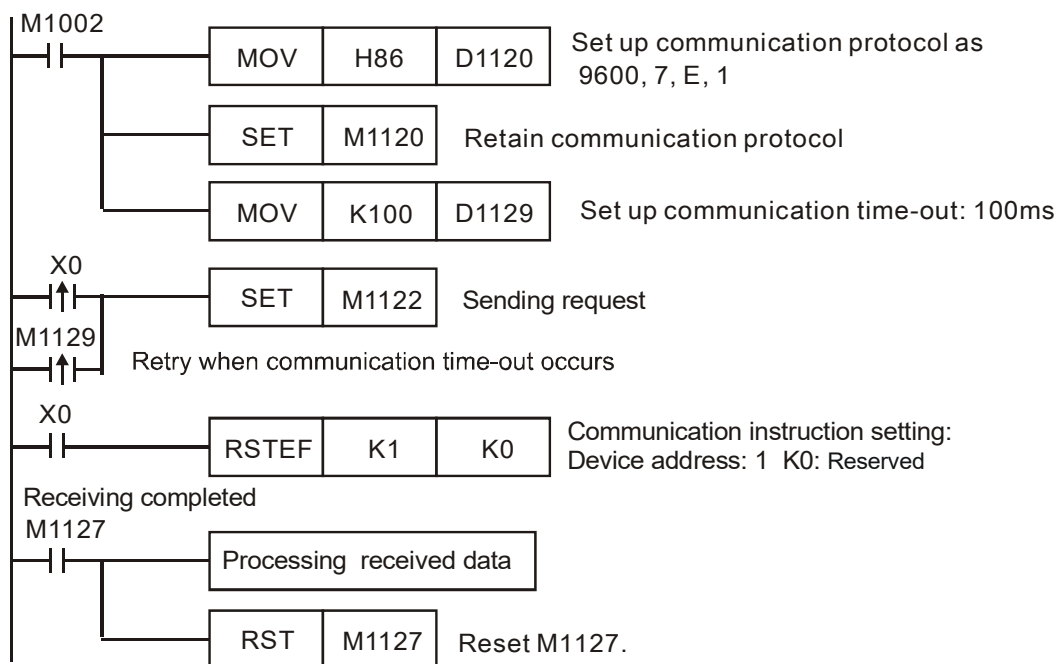 M1002
MOV H86 D1120 Set up communication protocol as
9600, 7, E, 1
SET M1120 Retain communication protocol
MOV K100 D1129 Set up communication time-out: 100ms
X0
SET M1122 Sending request
M1129
Retry when communication time-out occurs
X0
RSTEF K1 K0 Communication instruction setting:
Device address: 1 K0: Reserved
Receiving completed
M1127
Processing received data
RST M1127 Reset M1127.